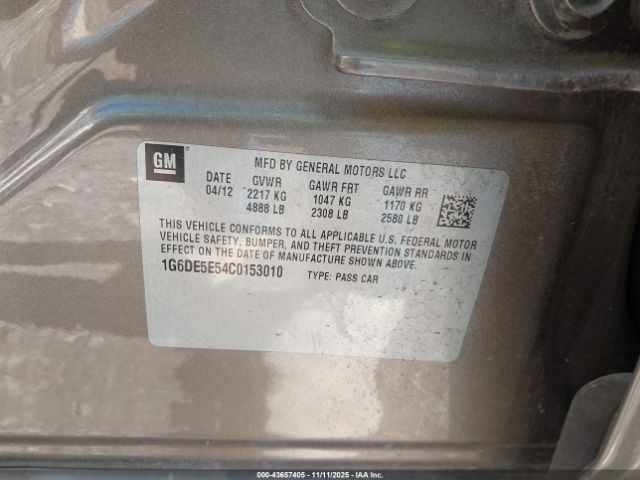 GM
MFD BY GENERAL MOTORS LLC
DATE GVWR GAWR FRT GAWR RR
04/12 2217 KG 1047 KG 1170 KG
4888 LB 2308 LB 2580 LB
THIS VEHICLE CONFORMS TO ALL APPLICABLE U.S. FEDERAL MOTOR
VEHICLE SAFETY, BUMPER, AND THEFT PREVENTION STANDARDS IN
EFFECT ON THE DATE OF MANUFACTURE SHOWN ABOVE.
1G6DE5E54C0153010 TYPE: PASS CAR
0-43657405 - 11/11/2025 - IAA Inc.